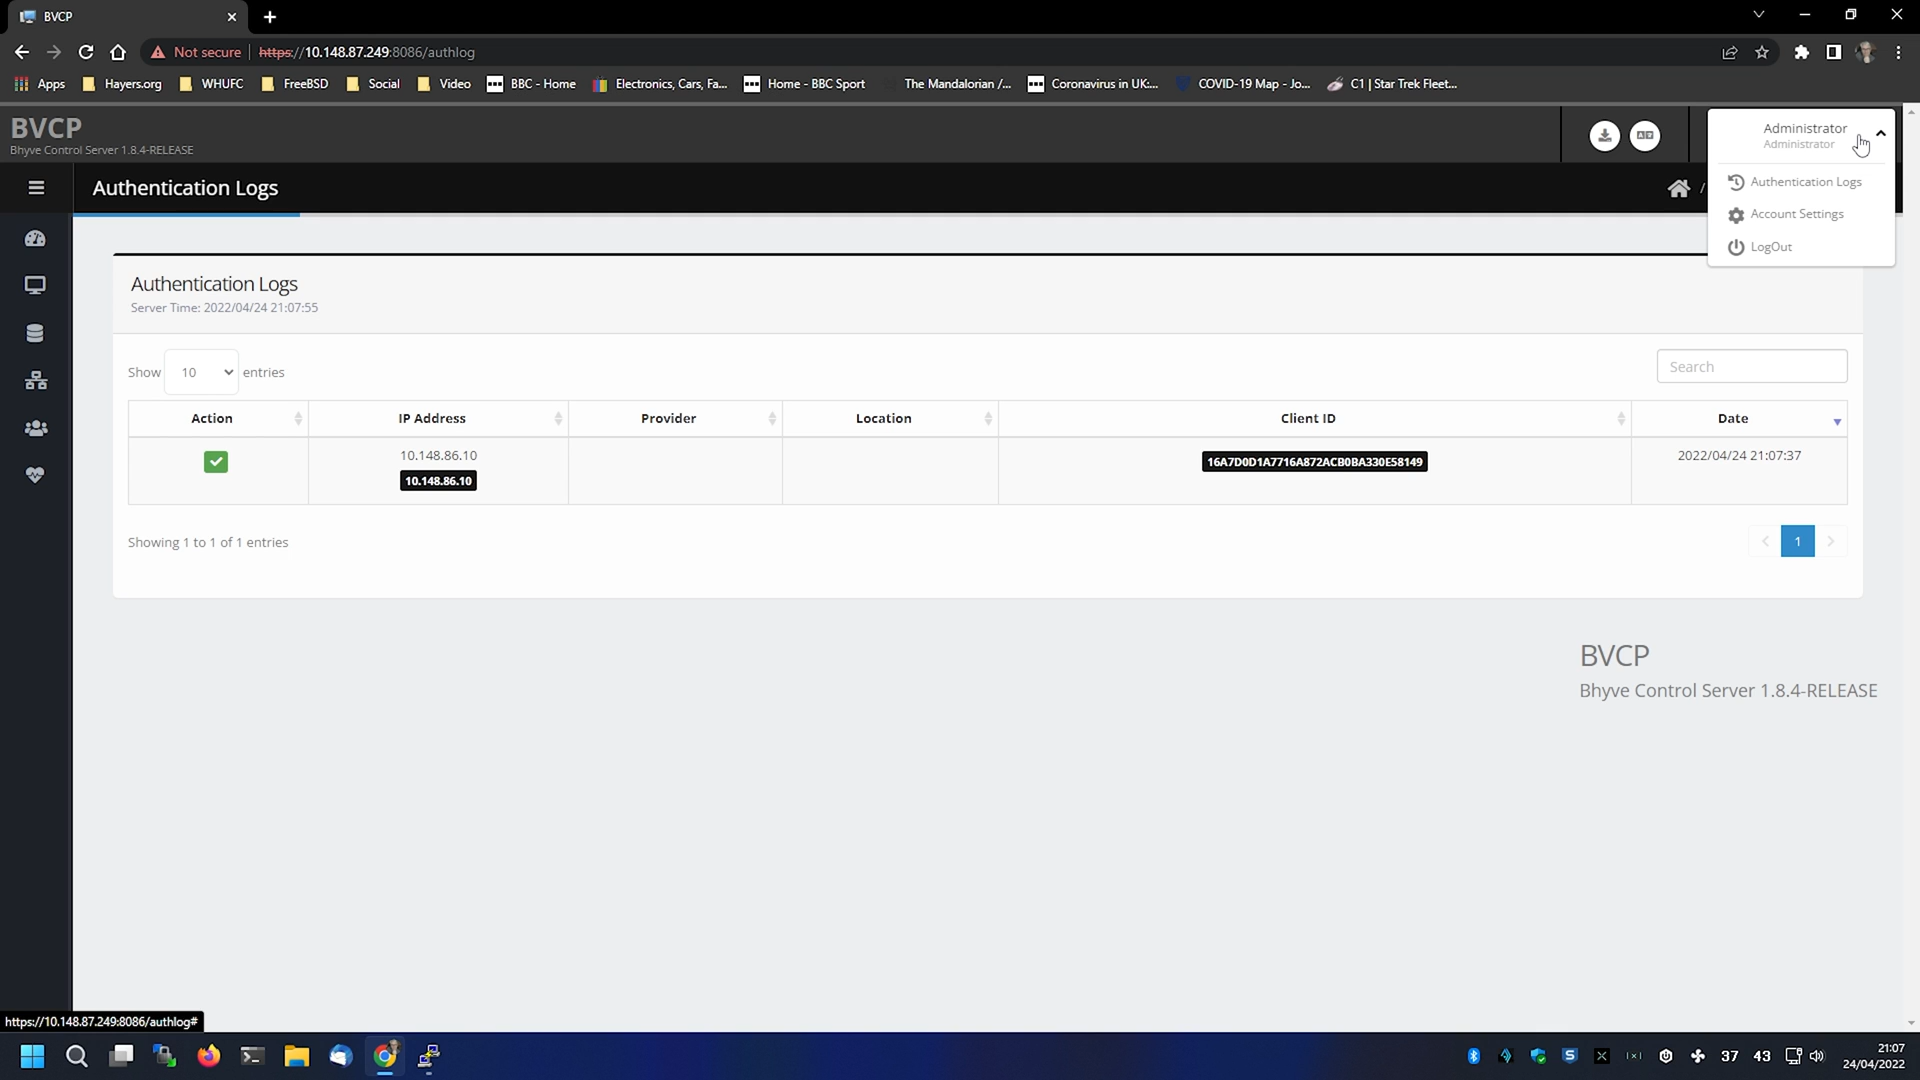 BVCP
Not secure
https://10.148.87.249:8086/authlog
Apps
Hayers.org
WHUFC
FreeBSD
Social
Video
BBC - Home
Electronics, Cars, Fa...
Home - BBC Sport
The Mandalorian /...
Coronavirus in UK:...
COVID-19 Map - Jo...
C1 | Star Trek Fleet...
BVCP
Bhyve Control Server 1.8.4-RELEASE
Administrator
Administrator
Authentication Logs
/
Authentication Logs
Account Settings
LogOut
Authentication Logs
Server Time: 2022/04/24 21:07:55
Show 10 entries
Search
Action
IP Address
Provider
Location
Client ID
Date
10.148.86.10
10.148.86.10
16A7D0D1A7716A872ACB0BA330E58149
2022/04/24 21:07:37
Showing 1 to 1 of 1 entries
1
BVCP
Bhyve Control Server 1.8.4-RELEASE
https://10.148.87.249:8086/authlog#
37
43
21:07
24/04/2022